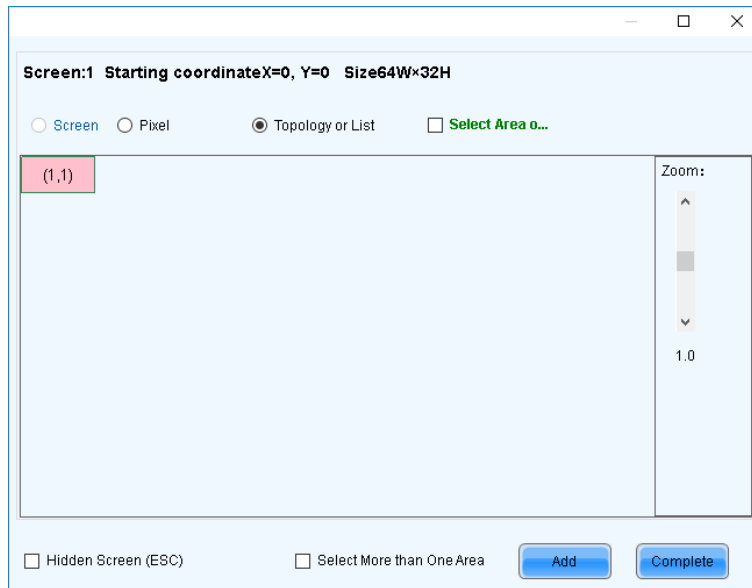 Screen:1  Starting coordinateX=0, Y=0   Size64W×32H
Screen  Pixel  Topology or List  Select Area o...
(1,1)
Zoom:
1.0
Hidden Screen (ESC)  Select More than One Area  Add  Complete